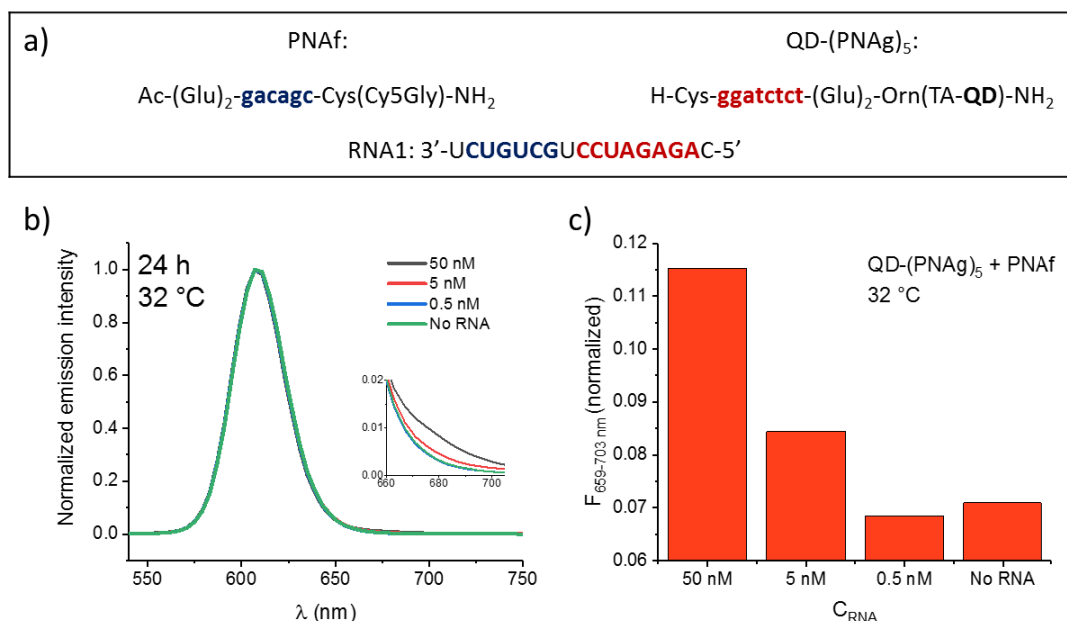 a)
PNAf:
QD-(PNAg)₅:
Ac-(Glu)₂-gacagc-Cys(Cy5Gly)-NH₂
H-Cys-ggatctct-(Glu)₂-Orn(TA-QD)-NH₂
RNA1: 3’-UCUGUCGUCCUAGAGAC-5’
b)
24 h
32 °C
50 nM
5 nM
0.5 nM
No RNA
Normalized emission intensity
1.0
0.8
0.6
0.4
0.2
0.0
0.02
0.01
0.00
660
680
700
550
600
650
700
750
λ (nm)
c)
QD-(PNAg)₅ + PNAf
32 °C
F₆₅₉₋₇₀₃ ₙₘ (normalized)
0.12
0.11
0.10
0.09
0.08
0.07
0.06
50 nM
5 nM
0.5 nM
No RNA
C_RNA